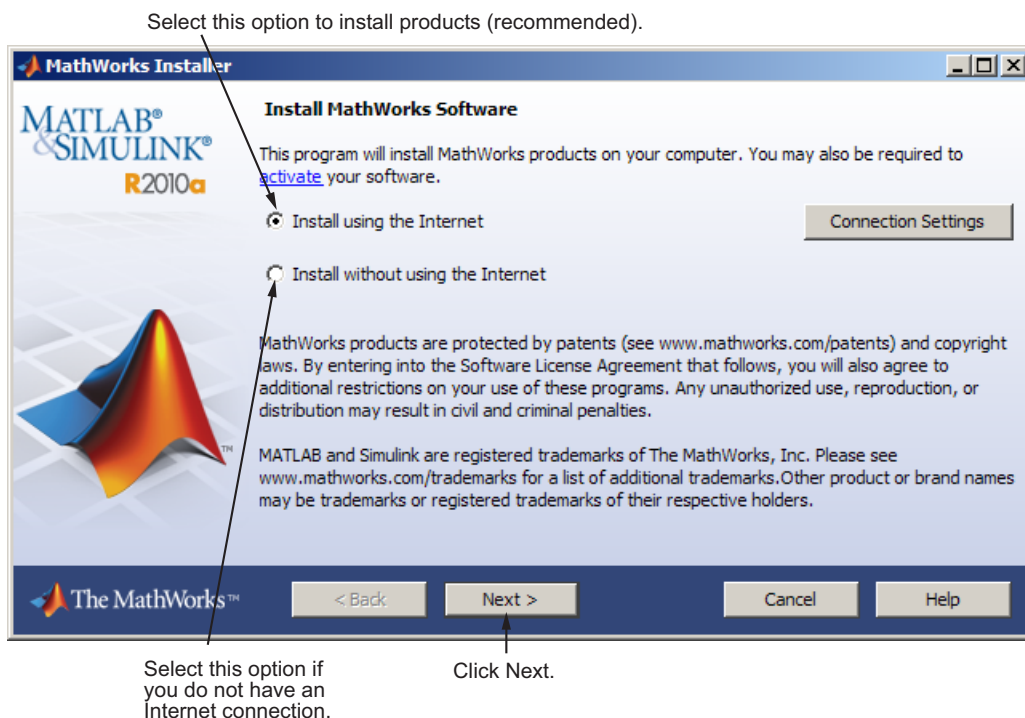 Select this option to install products (recommended).
MathWorks Installer
MATLAB®
&SIMULINK®
R2010a
Install MathWorks Software
This program will install MathWorks products on your computer. You may also be required to
activate your software.
Install using the Internet
Connection Settings
Install without using the Internet
MathWorks products are protected by patents (see www.mathworks.com/patents) and copyright
laws. By entering into the Software License Agreement that follows, you will also agree to
additional restrictions on your use of these programs. Any unauthorized use, reproduction, or
distribution may result in civil and criminal penalties.
TM
MATLAB and Simulink are registered trademarks of The MathWorks, Inc. Please see
www.mathworks.com/trademarks for a list of additional trademarks.Other product or brand names
may be trademarks or registered trademarks of their respective holders.
The MathWorks™
< Back
Next >
Cancel
Help
Select this option if
you do not have an
Internet connection.
Click Next.